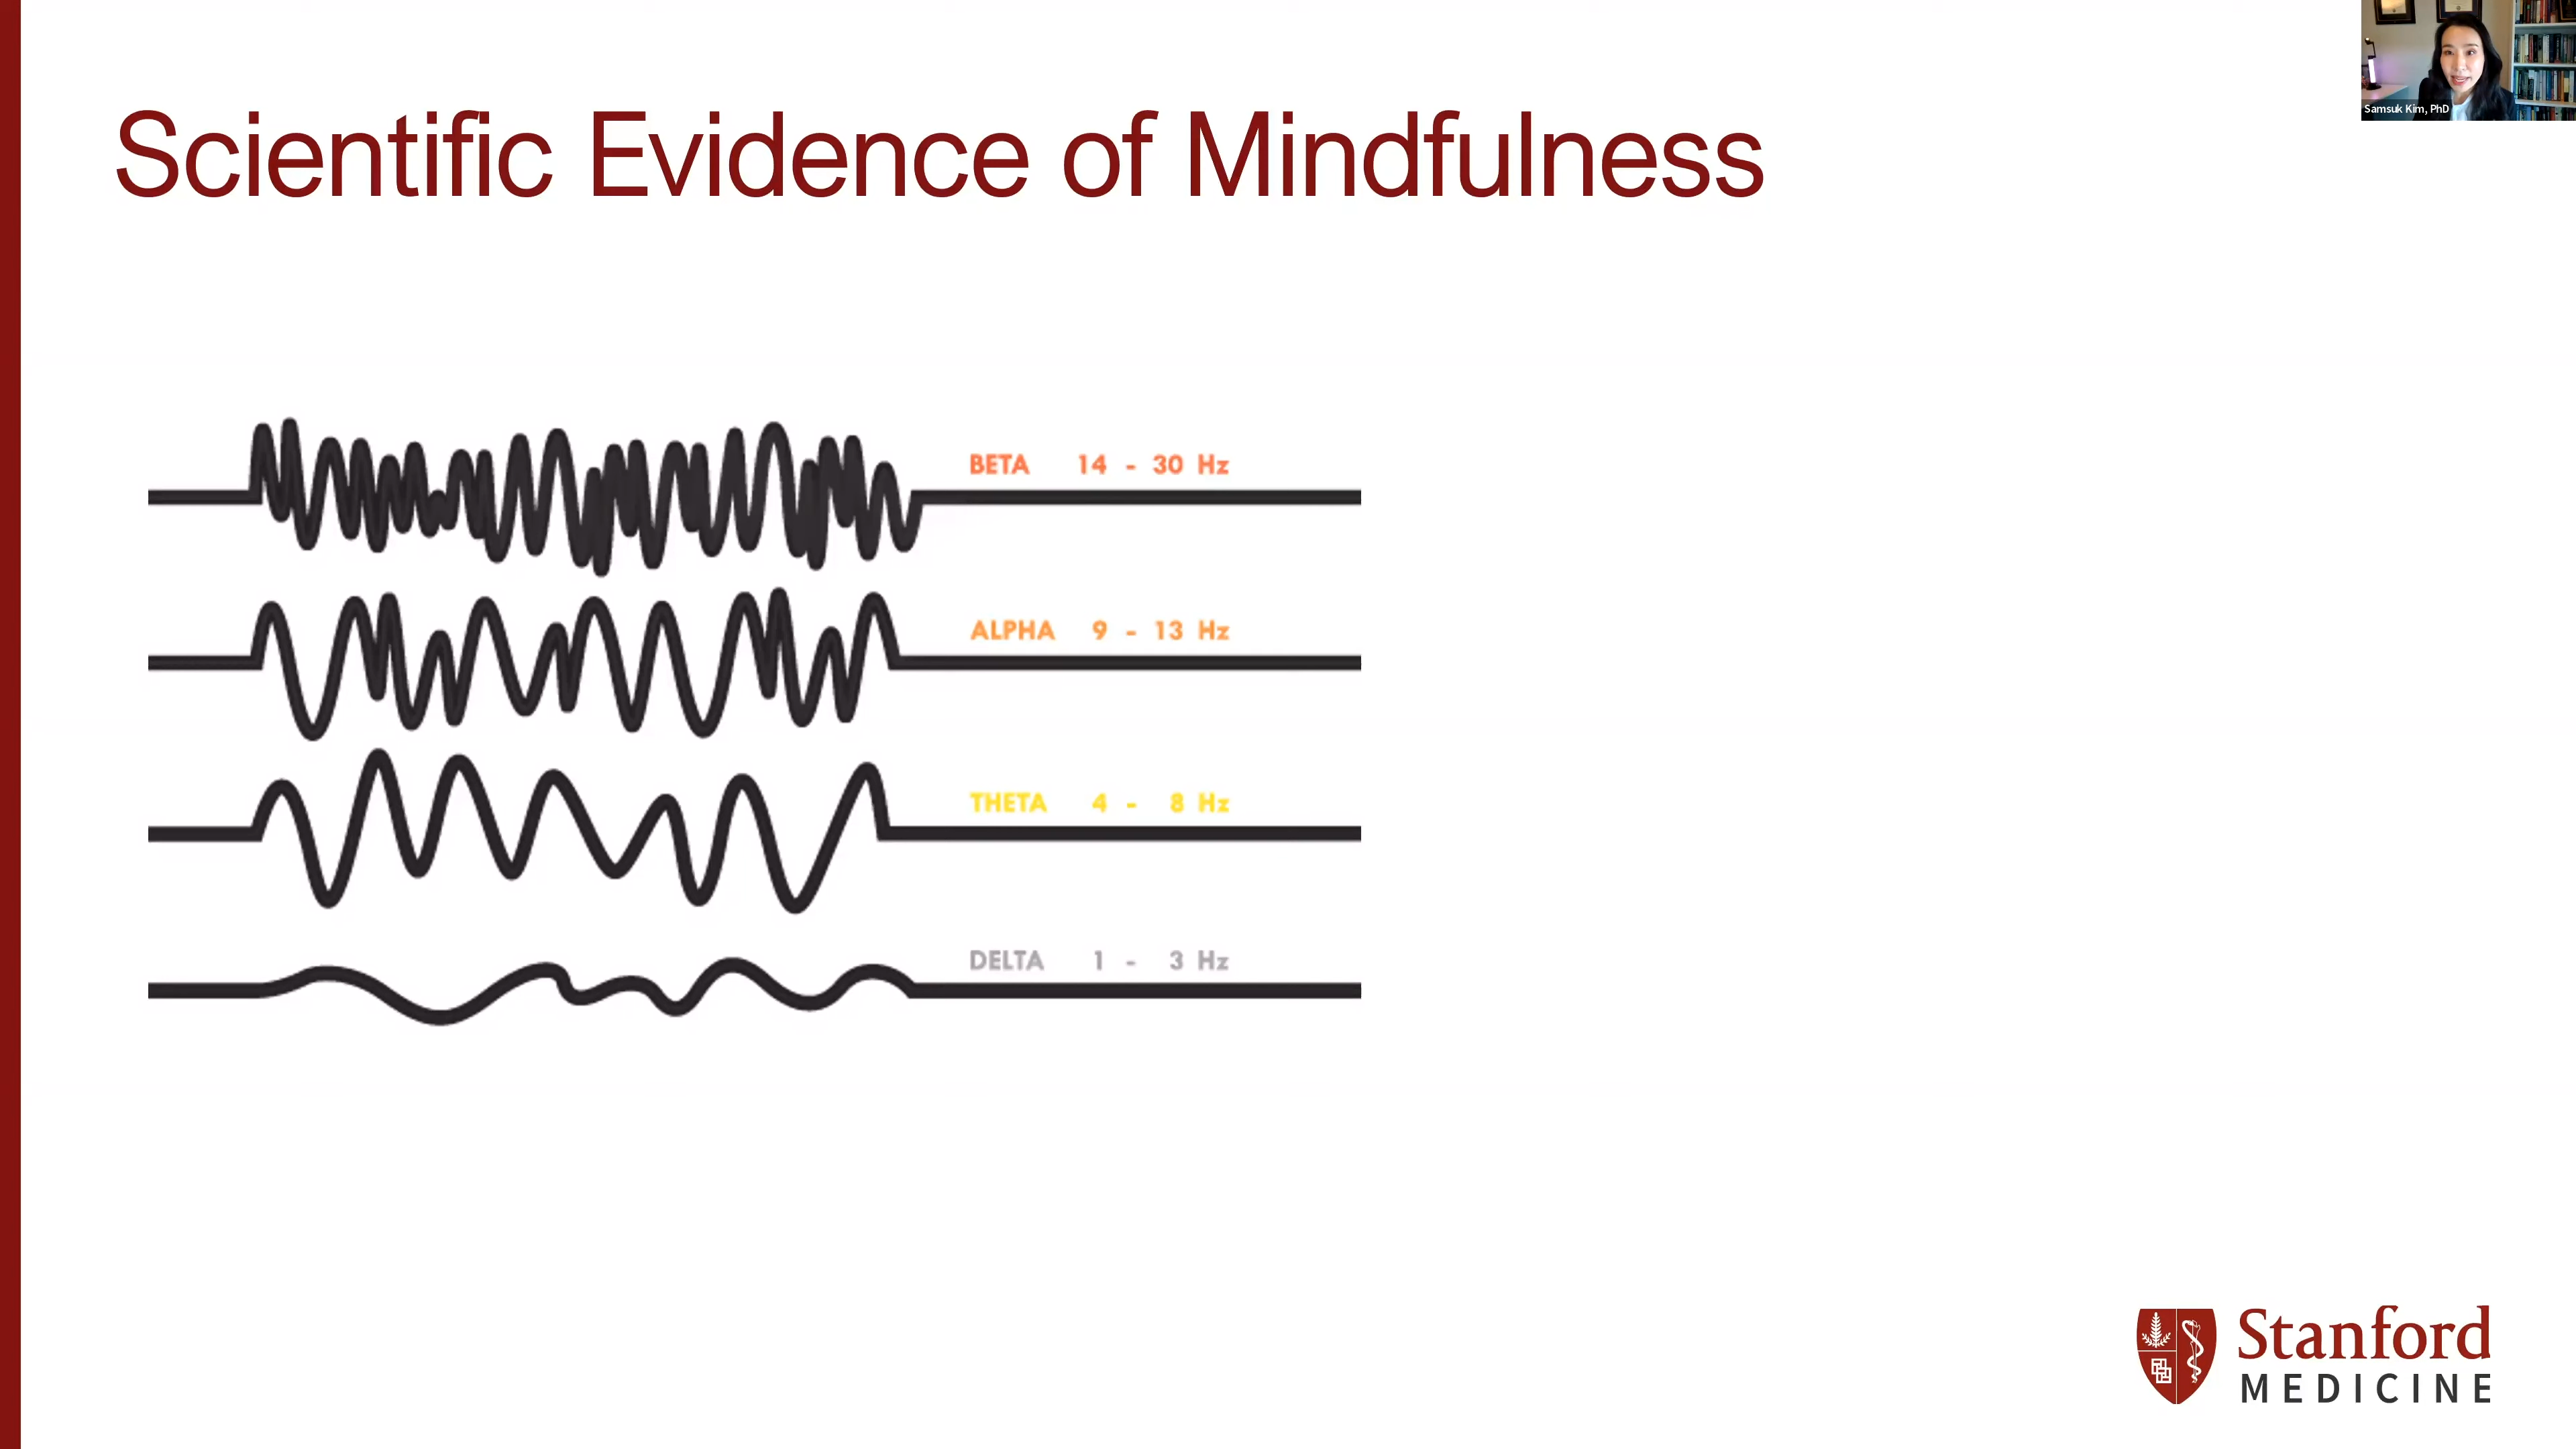 Samsuk Kim, PhD
Scientific Evidence of Mindfulness
BETA 14 - 30 Hz
ALPHA 9 - 13 Hz
THETA 4 - 8 Hz
DELTA 1 - 3 Hz
Stanford
MEDICINE